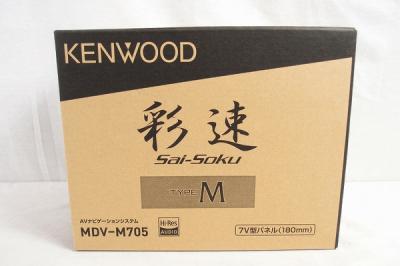 KENWOOD
彩速
Sai-Soku
TYPE M
AVナビゲーションシステム
MDV-M705
Hi-Res
AUDIO
7V型パネル(180mm)